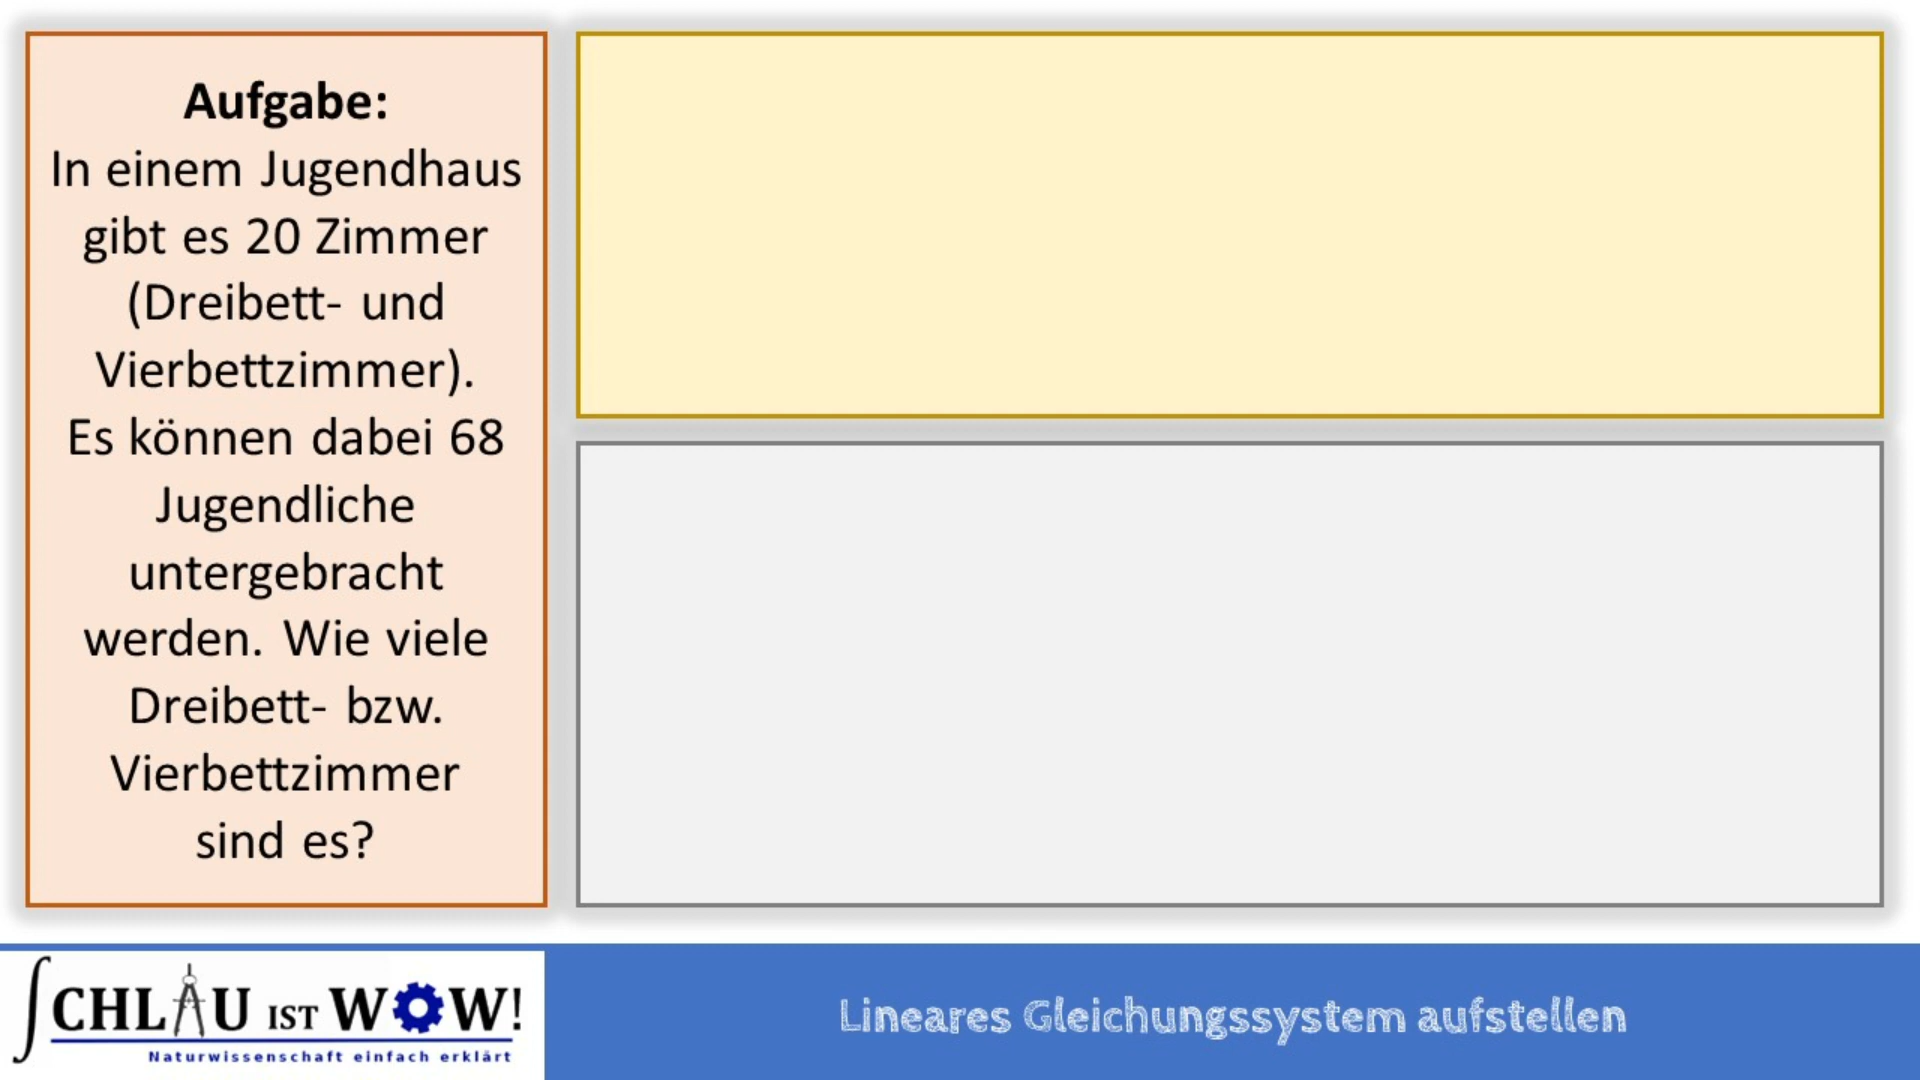 Aufgabe:
In einem Jugendhaus
gibt es 20 Zimmer
(Dreibett- und
Vierbettzimmer).
Es können dabei 68
Jugendliche
untergebracht
werden. Wie viele
Dreibett- bzw.
Vierbettzimmer
sind es?
SCHLAU IST WOW!
Naturwissenschaft einfach erklärt
Lineares Gleichungssystem aufstellen